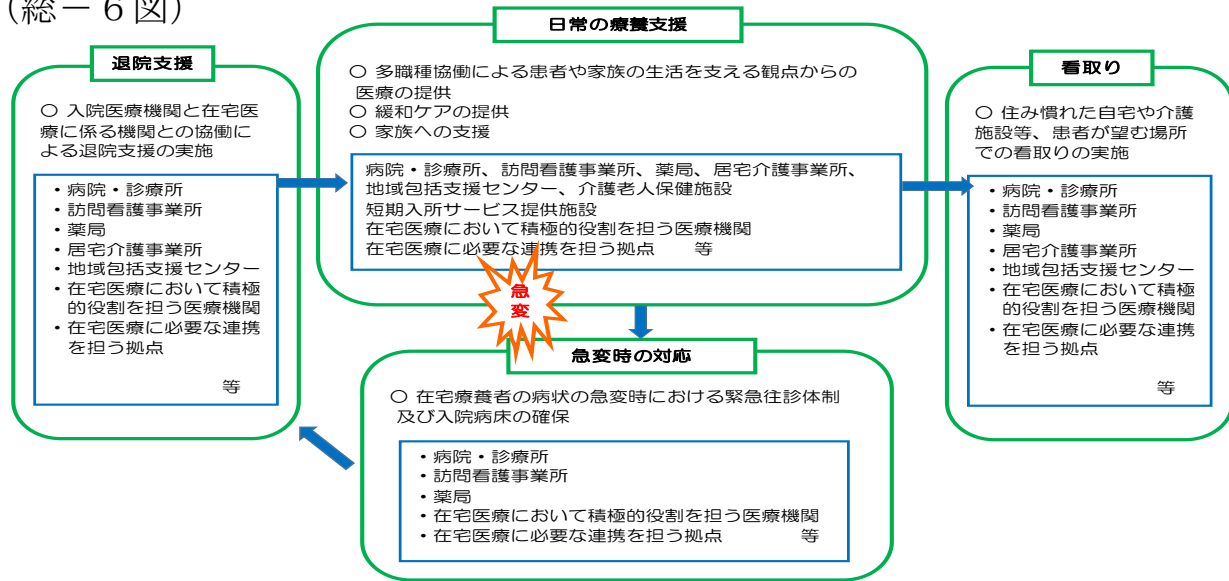 (総-6図)
退院支援
○ 入院医療機関と在宅医
療に係る機関との協働に
よる退院支援の実施
・病院・診療所
・訪問看護事業所
・薬局
・居宅介護事業所
・地域包括支援センター
・在宅医療において積極
的役割を担う医療機関
・在宅医療に必要な連携
を担う拠点
等
日常の療養支援
○ 多職種協働による患者や家族の生活を支える観点からの
医療の提供
○ 緩和ケアの提供
○ 家族への支援
病院・診療所、訪問看護事業所、薬局、居宅介護事業所、
地域包括支援センター、介護老人保健施設
短期入所サービス提供施設
在宅医療において積極的役割を担う医療機関
在宅医療に必要な連携を担う拠点 等
急
変
急変時の対応
○ 在宅療養者の病状の急変時における緊急往診体制
及び入院病床の確保
・病院・診療所
・訪問看護事業所
・薬局
・在宅医療において積極的役割を担う医療機関
・在宅医療に必要な連携を担う拠点 等
看取り
○ 住み慣れた自宅や介護
施設等、患者が望む場所
での看取りの実施
・病院・診療所
・訪問看護事業所
・薬局
・居宅介護事業所
・地域包括支援センター
・在宅医療において積極
的役割を担う医療機関
・在宅医療に必要な連携
を担う拠点
等